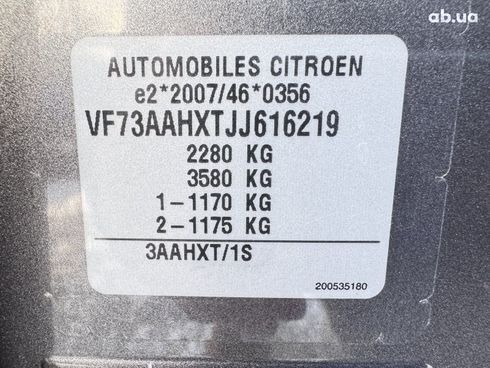 ab.ua
AUTOMOBILES CITROEN
e2*2007/46*0356
VF73AAHXTJJ616219
2280 KG
3580 KG
1-1170 KG
2-1175 KG
3AAHXT/1S
200535180